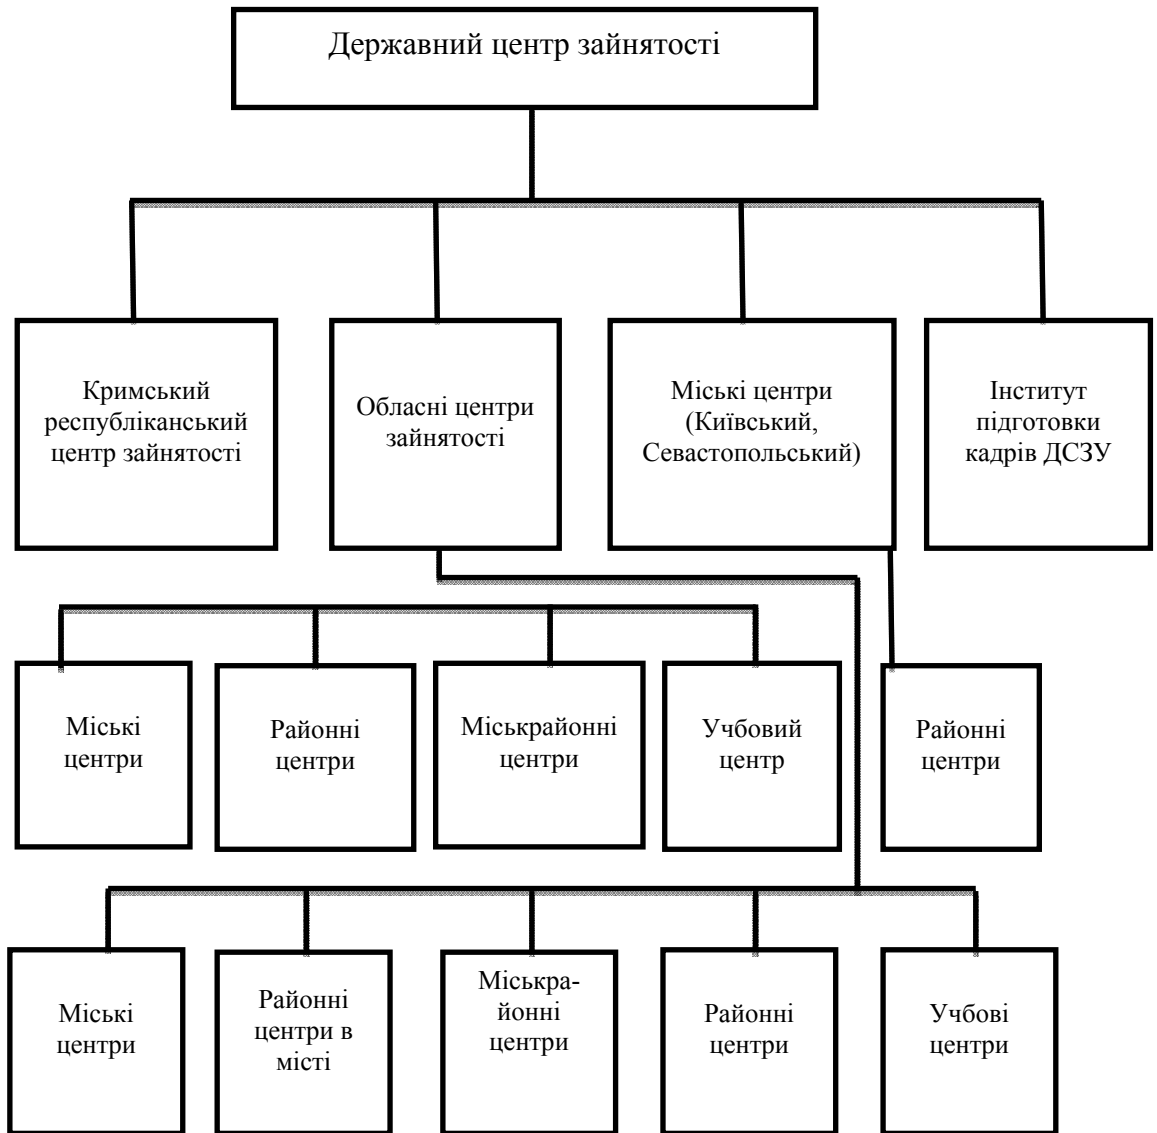 Державний центр зайнятості
Кримський
республіканський
центр зайнятості
Обласні центри
зайнятості
Міські центри
(Київський,
Севастопольський)
Інститут
підготовки
кадрів ДСЗУ
Міські
центри
Районні
центри
Міськрайонні
центри
Учбовий
центр
Районні
центри
Міські
центри
Районні
центри в
місті
Міськра-
йонні
центри
Районні
центри
Учбові
центри